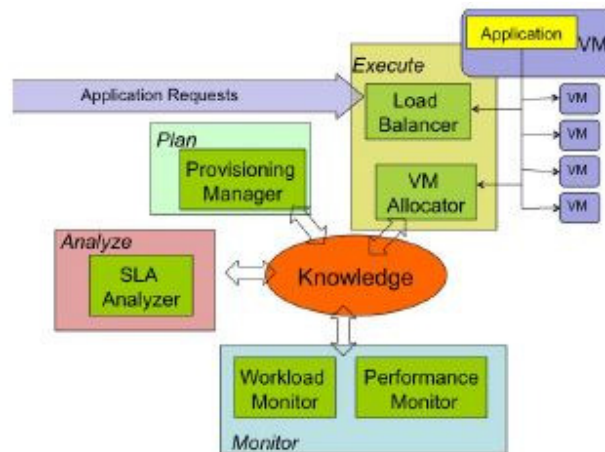 Application
VM
Execute
Application Requests
Load
Balancer
VM
VM
VM
VM
Plan
Provisioning
Manager
VM
Allocator
Analyze
SLA
Analyzer
Knowledge
Workload
Monitor
Performance
Monitor
Monitor